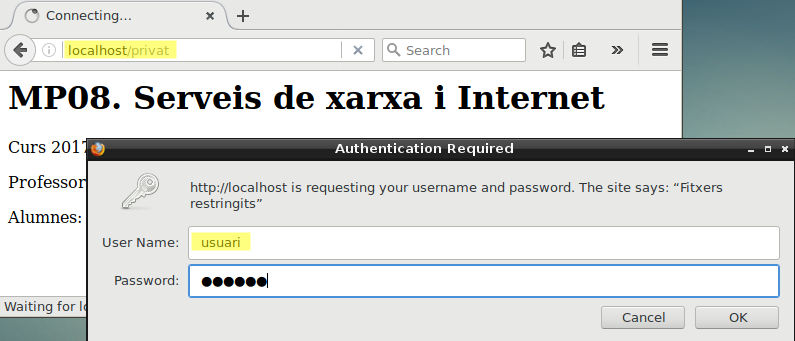 Connecting...
localhost/privat
Search
MP08. Serveis de xarxa i Internet
Curs 2017
Professor
Alumnes:
Authentication Required
http://localhost is requesting your username and password. The site says: “Fitxers
restringits”
User Name: usuari
Password: ●●●●●●
Cancel OK
Waiting for lo